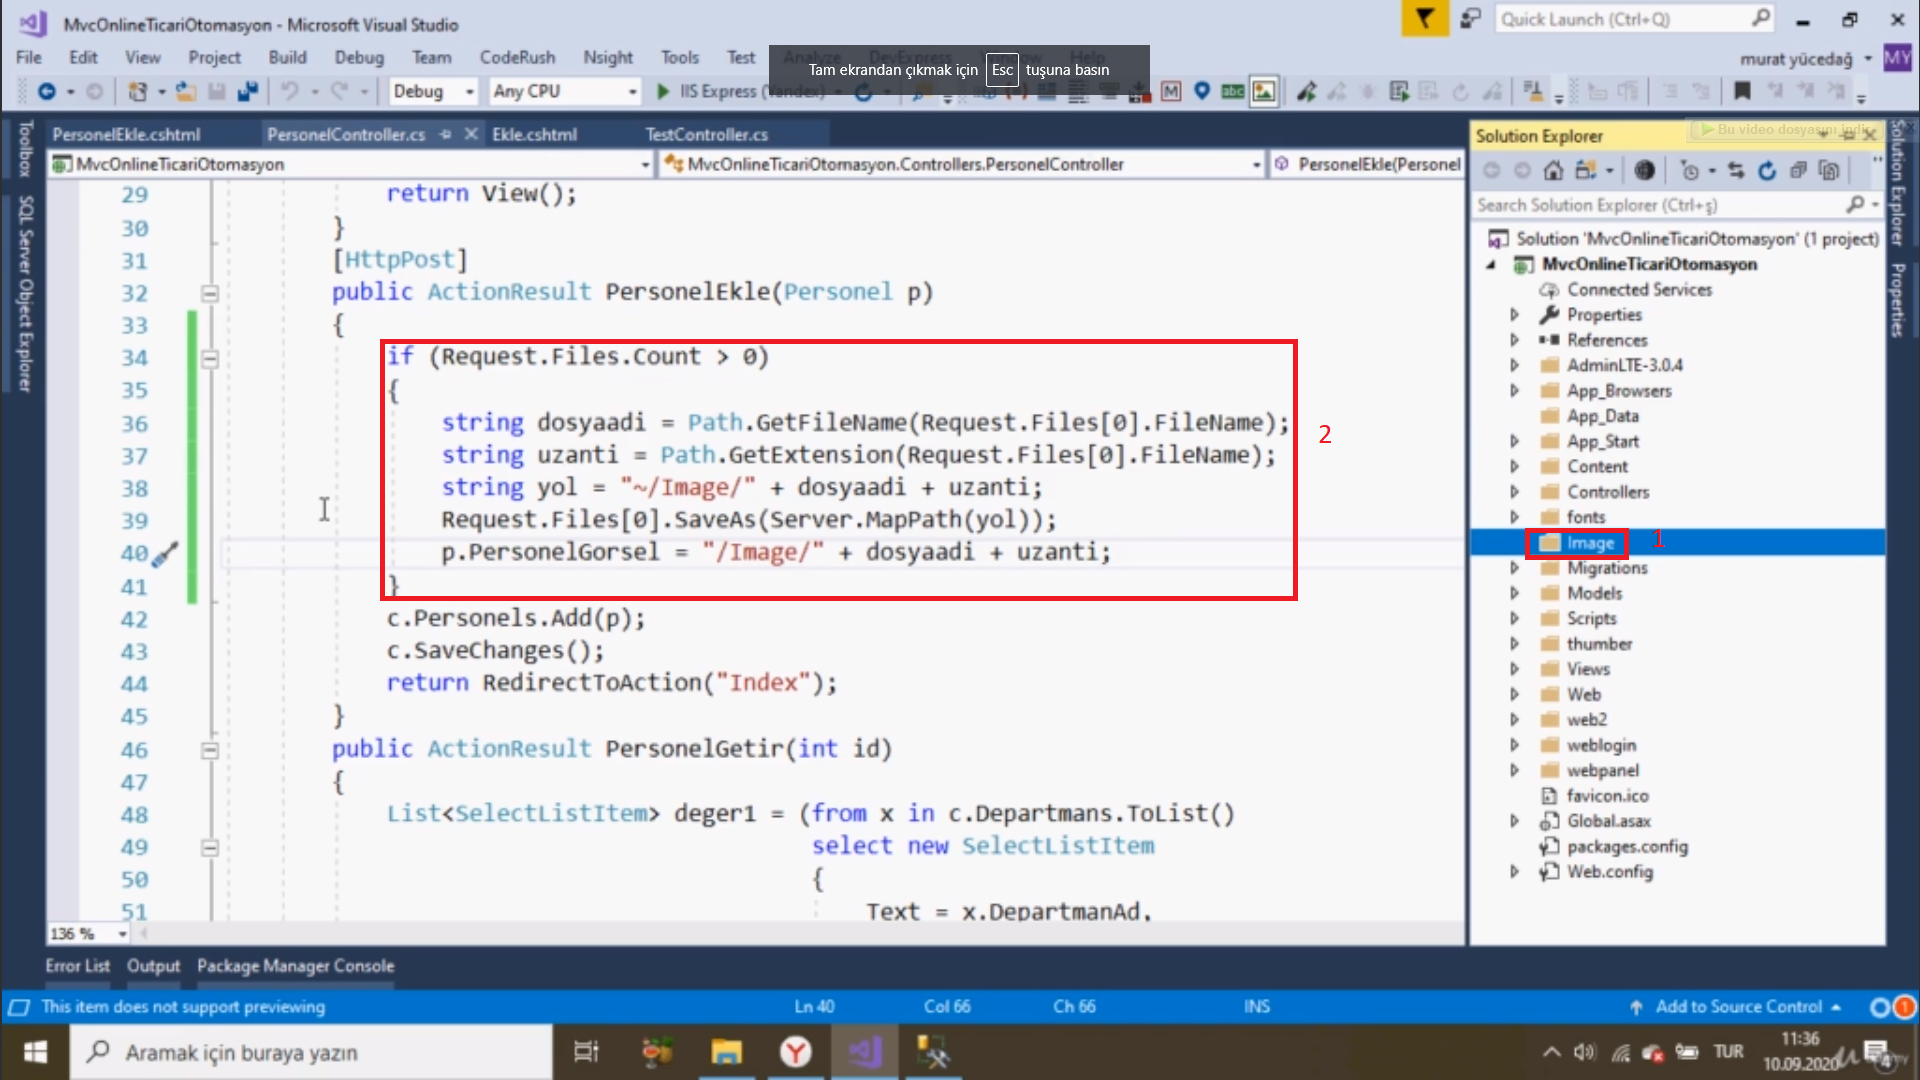 MvcOnlineTicariOtomasyon - Microsoft Visual Studio
Quick Launch (Ctrl+Q)
File Edit View Project Build Debug Team CodeRush Nsight Tools Test Analyze DevExpress Window Help
murat yücedağ MY
Tam ekrandan çıkmak için Esc tuşuna basın
Debug Any CPU IIS Express (Yandex)
PersonelEkle.cshtml PersonelController.cs Ekle.cshtml TestController.cs
MvcOnlineTicariOtomasyon MvcOnlineTicariOtomasyon.Controllers.PersonelController PersonelEkle(Personel
Toolbox
SQL Server Object Explorer
29 return View();
30 }
31 [HttpPost]
32 public ActionResult PersonelEkle(Personel p)
33 {
34 if (Request.Files.Count > 0)
35 {
36 string dosyaadi = Path.GetFileName(Request.Files[0].FileName);
37 string uzanti = Path.GetExtension(Request.Files[0].FileName);
38 string yol = "~/Image/" + dosyaadi + uzanti;
39 Request.Files[0].SaveAs(Server.MapPath(yol));
40 p.PersonelGorsel = "/Image/" + dosyaadi + uzanti;
41 }
42 c.Personels.Add(p);
43 c.SaveChanges();
44 return RedirectToAction("Index");
45 }
46 public ActionResult PersonelGetir(int id)
47 {
48 List<SelectListItem> deger1 = (from x in c.Departmans.ToList()
49 select new SelectListItem
50 {
51 Text = x.DepartmanAd,
2
136 %
Solution Explorer
Bu video dosyasını indir
Search Solution Explorer (Ctrl+ş)
Solution 'MvcOnlineTicariOtomasyon' (1 project)
MvcOnlineTicariOtomasyon
Connected Services
Properties
References
AdminLTE-3.0.4
App_Browsers
App_Data
App_Start
Content
Controllers
fonts
Image 1
Migrations
Models
Scripts
thumber
Views
Web
web2
weblogin
webpanel
favicon.ico
Global.asax
packages.config
Web.config
Solution Explorer
Properties
Error List Output Package Manager Console
This item does not support previewing Ln 40 Col 66 Ch 66 INS Add to Source Control 1
Aramak için buraya yazın
TUR 11:36
10.09.2020
4